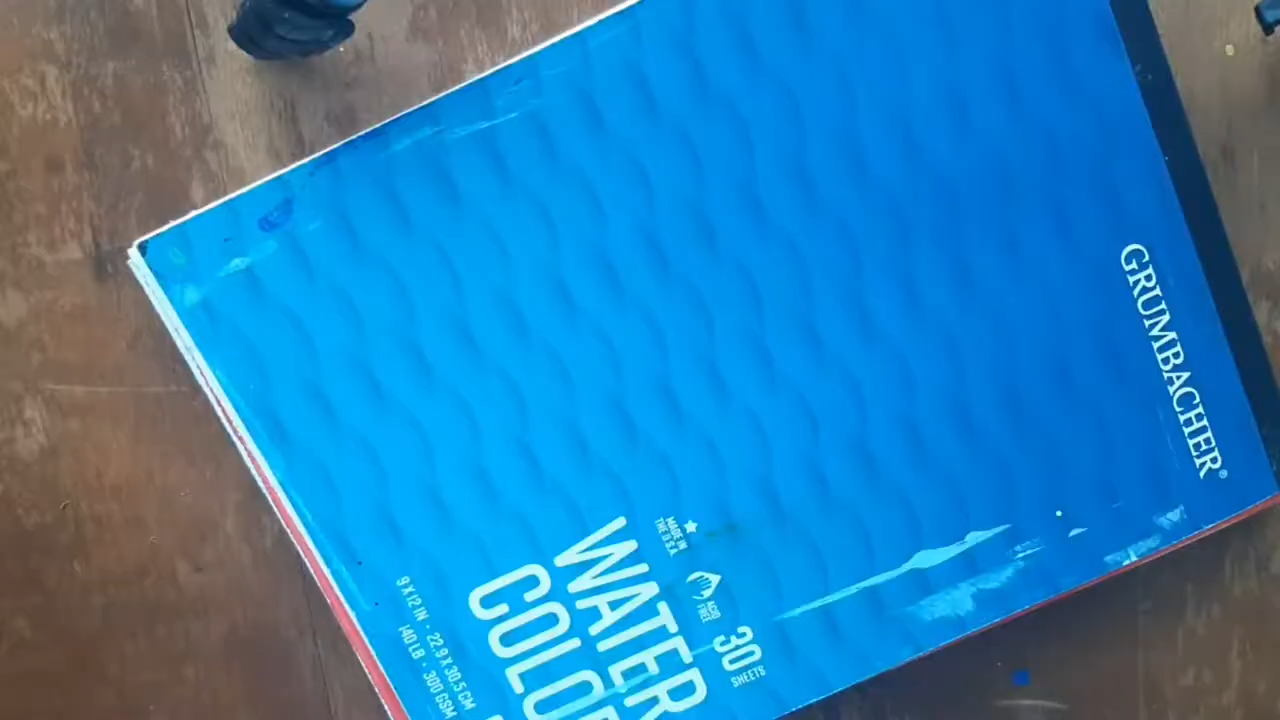 GRUMBACHER®
MADE IN
THE U.S.A.
ACID
FREE
30
SHEETS
WATER
COLOR
9 X 12 IN · 22.9 X 30.5 CM
140 LB · 300 GSM